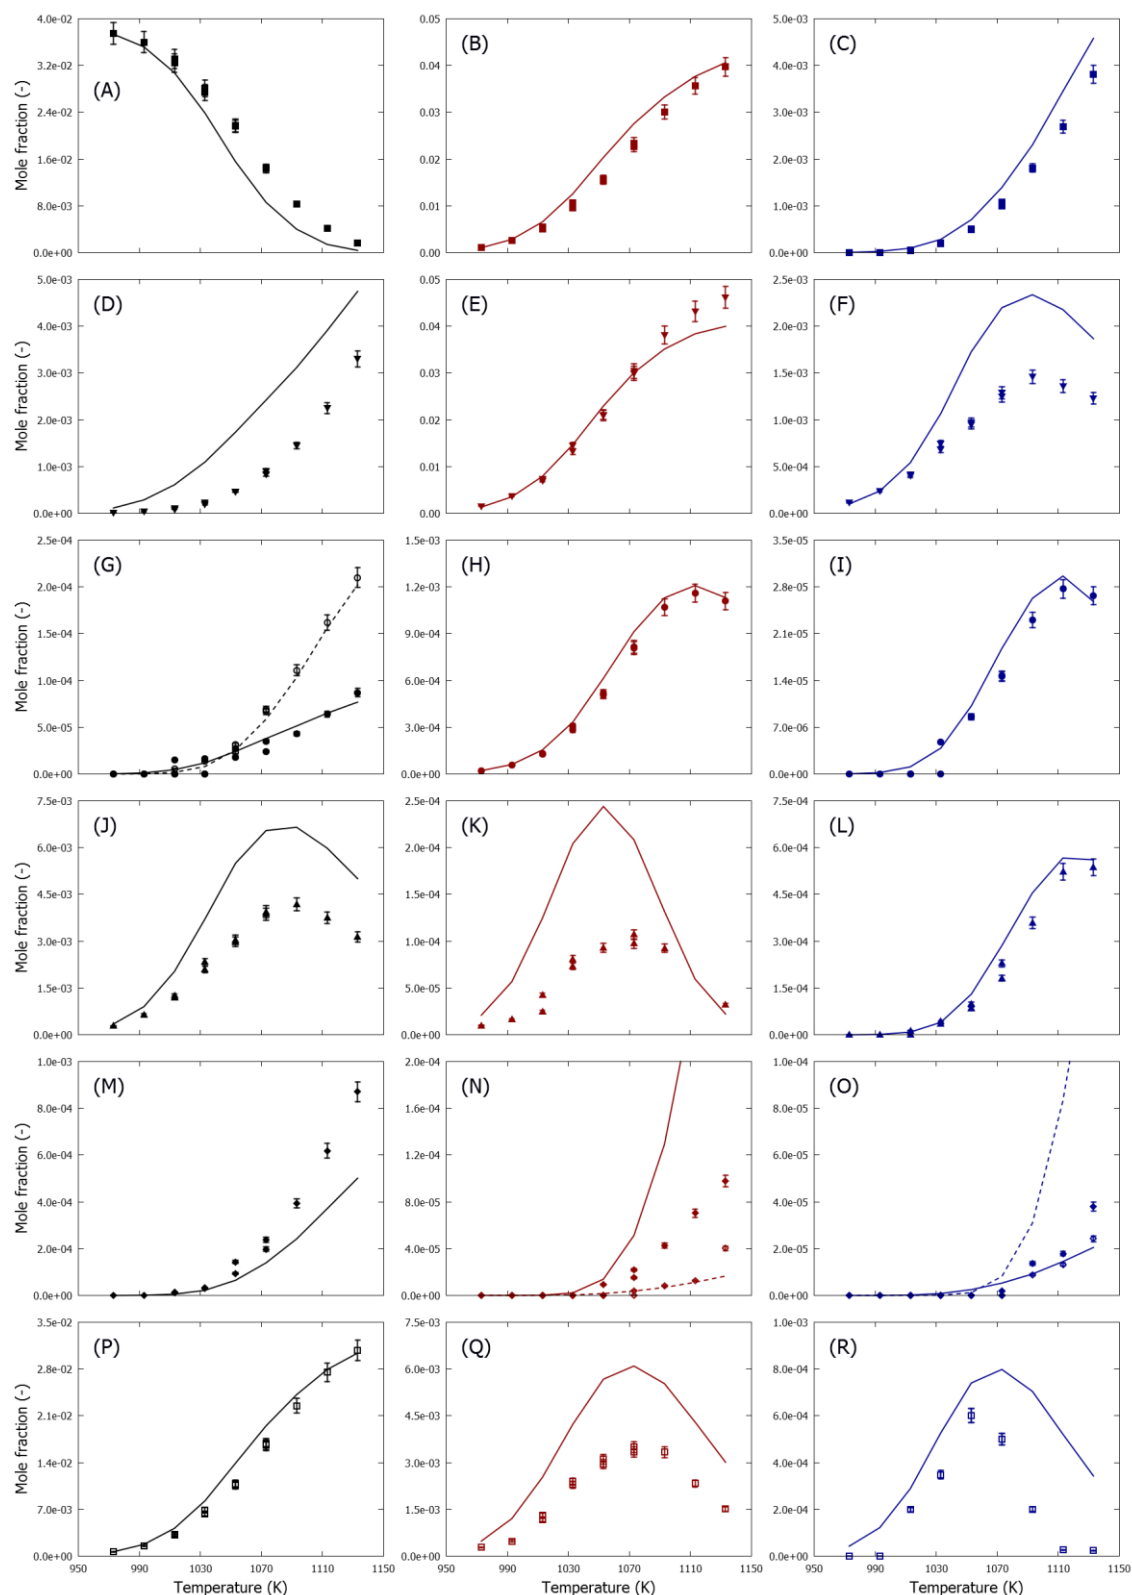 4.0e-02
3.2e-02
2.4e-02
1.6e-02
8.0e-03
0.0e+00
Mole fraction (-)
(A)
0.05
0.04
0.03
0.02
0.01
0.00
(B)
5.0e-03
4.0e-03
3.0e-03
2.0e-03
1.0e-03
0.0e+00
(C)
5.0e-03
4.0e-03
3.0e-03
2.0e-03
1.0e-03
0.0e+00
Mole fraction (-)
(D)
0.05
0.04
0.03
0.02
0.01
0.00
(E)
2.5e-03
2.0e-03
1.5e-03
1.0e-03
5.0e-04
0.0e+00
(F)
2.5e-04
2.0e-04
1.5e-04
1.0e-04
5.0e-05
0.0e+00
Mole fraction (-)
(G)
1.5e-03
1.2e-03
9.0e-04
6.0e-04
3.0e-04
0.0e+00
(H)
3.5e-05
2.8e-05
2.1e-05
1.4e-05
7.0e-06
0.0e+00
(I)
7.5e-03
6.0e-03
4.5e-03
3.0e-03
1.5e-03
0.0e+00
Mole fraction (-)
(J)
2.5e-04
2.0e-04
1.5e-04
1.0e-04
5.0e-05
0.0e+00
(K)
7.5e-04
6.0e-04
4.5e-04
3.0e-04
1.5e-04
0.0e+00
(L)
1.0e-03
8.0e-04
6.0e-04
4.0e-04
2.0e-04
0.0e+00
Mole fraction (-)
(M)
2.0e-04
1.6e-04
1.2e-04
8.0e-05
4.0e-05
0.0e+00
(N)
1.0e-04
8.0e-05
6.0e-05
4.0e-05
2.0e-05
0.0e+00
(O)
3.5e-02
2.8e-02
2.1e-02
1.4e-02
7.0e-03
0.0e+00
Mole fraction (-)
(P)
950 990 1030 1070 1110 1150
Temperature (K)
7.5e-03
6.0e-03
4.5e-03
3.0e-03
1.5e-03
0.0e+00
(Q)
950 990 1030 1070 1110 1150
Temperature (K)
1.0e-03
8.0e-04
6.0e-04
4.0e-04
2.0e-04
0.0e+00
(R)
950 990 1030 1070 1110 1150
Temperature (K)